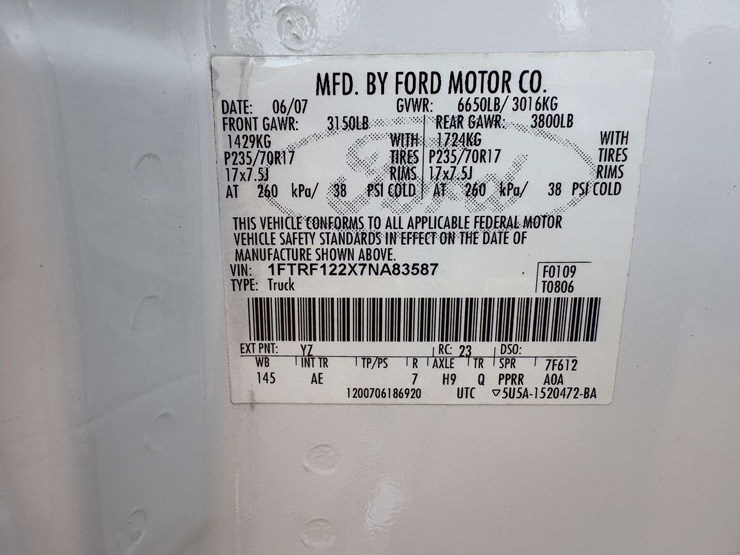 MFD. BY FORD MOTOR CO.
DATE: 06/07 GVWR: 6650LB/ 3016KG
FRONT GAWR: 3150LB REAR GAWR: 3800LB
1429KG WITH 1724KG WITH
P235/70R17 TIRES P235/70R17 TIRES
17x7.5J RIMS 17x7.5J RIMS
AT 260 kPa/ 38 PSI COLD AT 260 kPa/ 38 PSI COLD
Ford
THIS VEHICLE CONFORMS TO ALL APPLICABLE FEDERAL MOTOR
VEHICLE SAFETY STANDARDS IN EFFECT ON THE DATE OF
MANUFACTURE SHOWN ABOVE.
VIN: 1FTRF122X7NA83587 F0109
TYPE: Truck T0806
EXT PNT: YZ RC: 23 DSO:
WB INT TR TP/PS R AXLE TR SPR 7F612
145 AE 7 H9 Q PPRR AOA
1200706186920 UTC ▽5U5A-1520472-BA